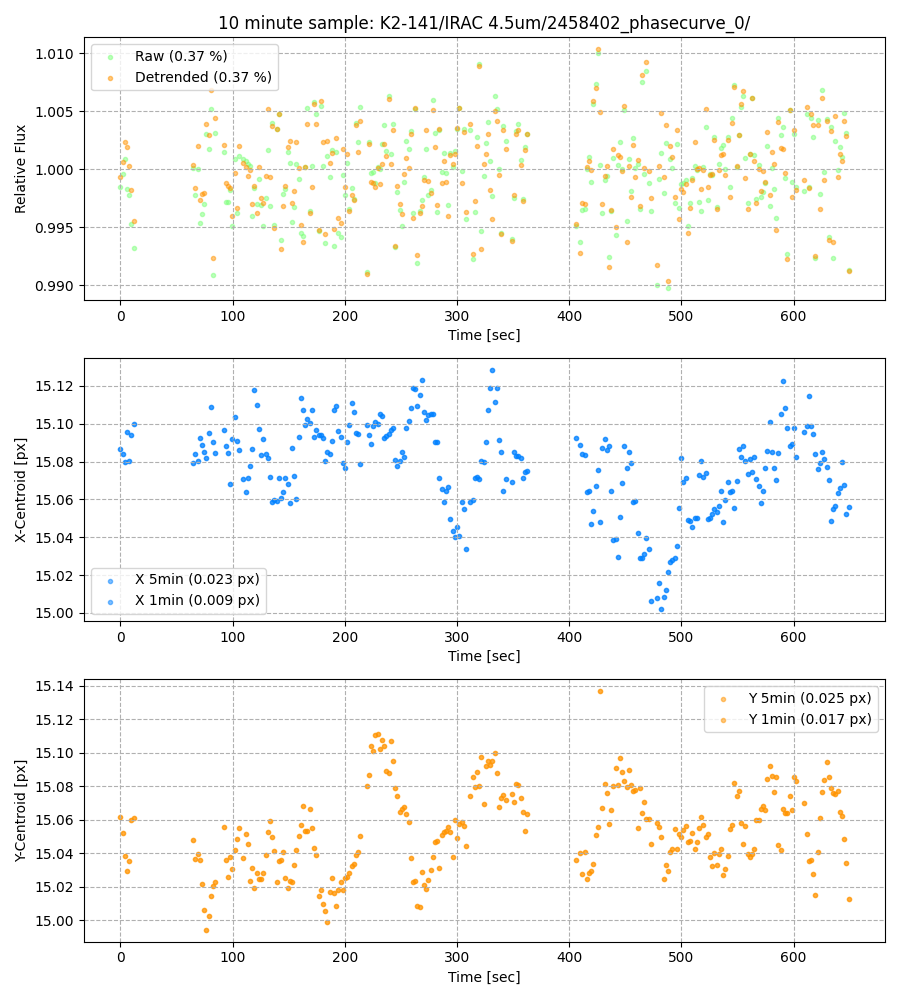 10 minute sample: K2-141/IRAC 4.5um/2458402_phasecurve_0/
Raw (0.37 %)
Detrended (0.37 %)
1.010
1.005
1.000
0.995
0.990
Relative Flux
0 100 200 300 400 500 600
Time [sec]
15.12
15.10
15.08
15.06
15.04
15.02
15.00
X-Centroid [px]
X 5min (0.023 px)
X 1min (0.009 px)
0 100 200 300 400 500 600
Time [sec]
15.14
15.12
15.10
15.08
15.06
15.04
15.02
15.00
Y-Centroid [px]
Y 5min (0.025 px)
Y 1min (0.017 px)
0 100 200 300 400 500 600
Time [sec]